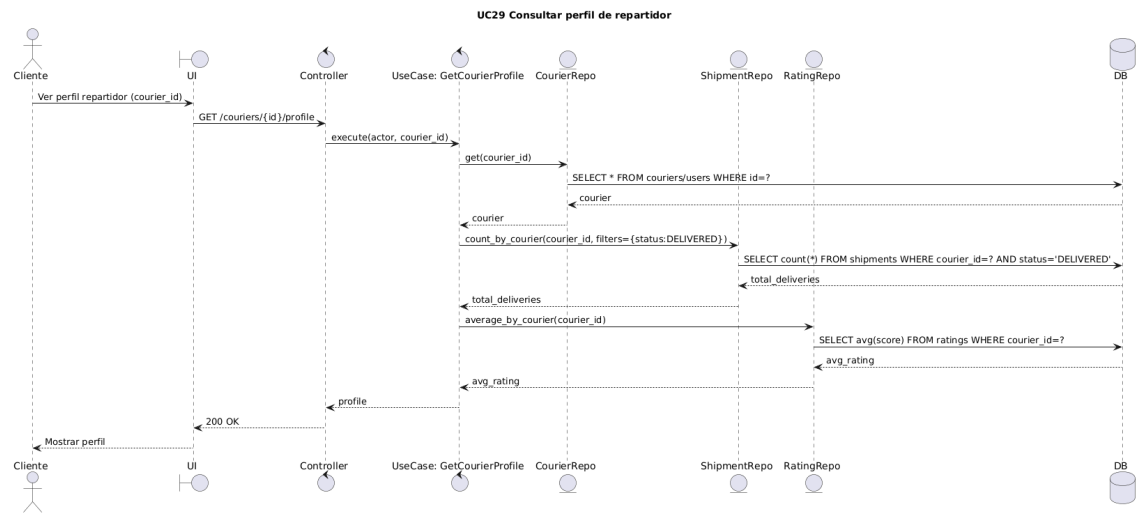 UC29 Consultar perfil de repartidor
Cliente
UI
Controller
UseCase: GetCourierProfile
CourierRepo
ShipmentRepo
RatingRepo
DB
Ver perfil repartidor (courier_id)
GET /couriers/{id}/profile
execute(actor, courier_id)
get(courier_id)
SELECT * FROM couriers/users WHERE id=?
courier
courier
count_by_courier(courier_id, filters={status:DELIVERED})
SELECT count(*) FROM shipments WHERE courier_id=? AND status='DELIVERED'
total_deliveries
total_deliveries
average_by_courier(courier_id)
SELECT avg(score) FROM ratings WHERE courier_id=?
avg_rating
avg_rating
profile
200 OK
Mostrar perfil
Cliente
UI
Controller
UseCase: GetCourierProfile
CourierRepo
ShipmentRepo
RatingRepo
DB